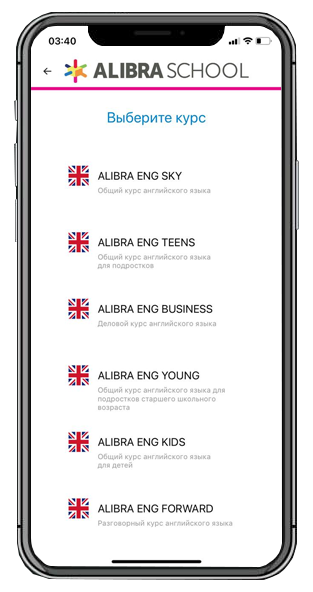 03:40
ALIBRA SCHOOL
Выберите курс
ALIBRA ENG SKY
Общий курс английского языка
ALIBRA ENG TEENS
Общий курс английского языка
для подростков
ALIBRA ENG BUSINESS
Деловой курс английского языка
ALIBRA ENG YOUNG
Общий курс английского языка для
подростков старшего школьного
возраста
ALIBRA ENG KIDS
Общий курс английского языка
для детей
ALIBRA ENG FORWARD
Разговорный курс английского языка